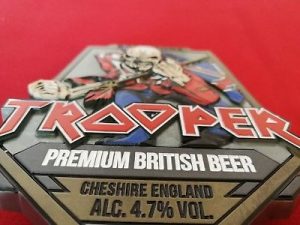 TROOPER
PREMIUM BRITISH BEER
CHESHIRE ENGLAND
ALC. 4.7% VOL.